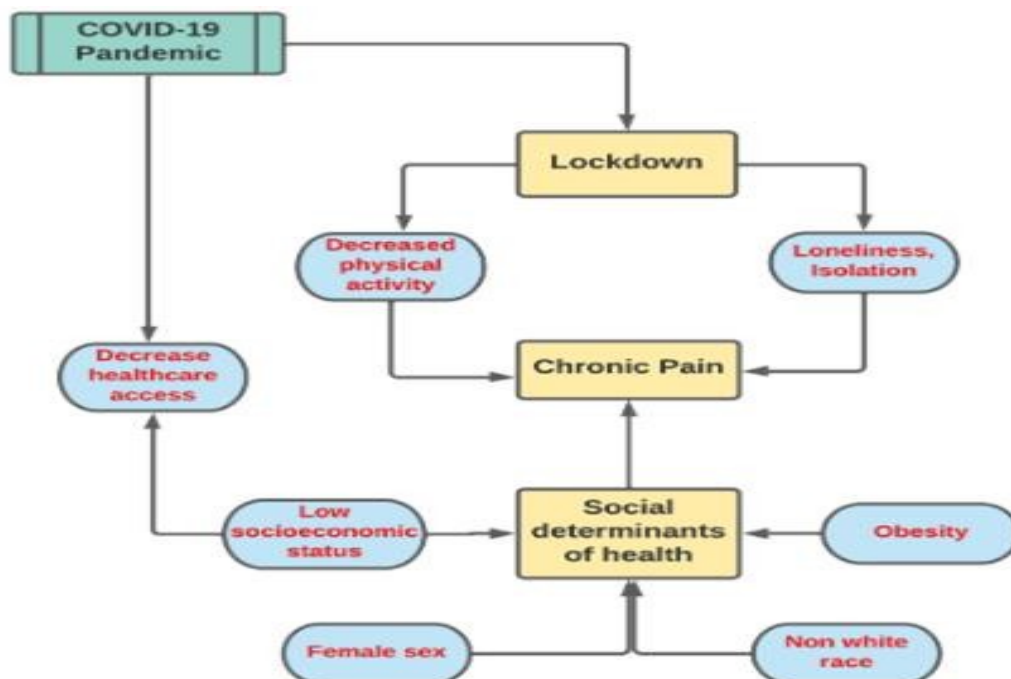 COVID-19
Pandemic
Lockdown
Decreased
physical
activity
Loneliness,
Isolation
Decrease
healthcare
access
Chronic Pain
Low
socioeconomic
status
Social
determinants
of health
Obesity
Female sex
Non white
race